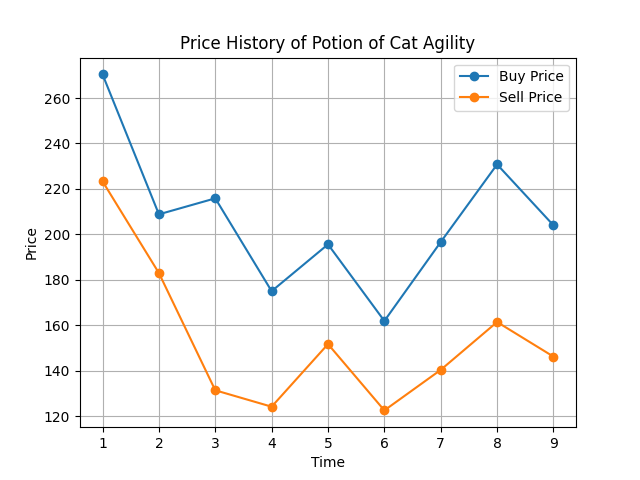 Price History of Potion of Cat Agility
Buy Price
Sell Price
Price
260
240
220
200
180
160
140
120
1 2 3 4 5 6 7 8 9
Time